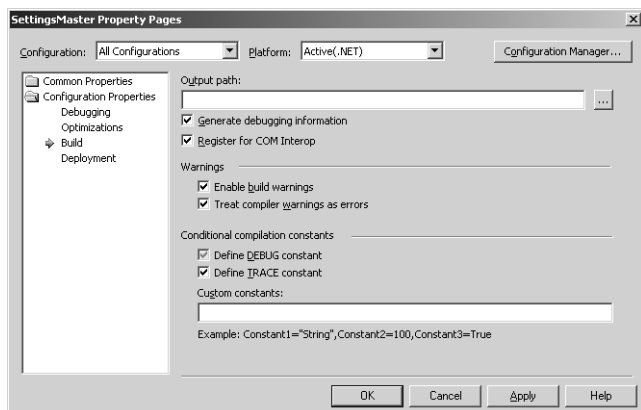 SettingsMaster Property Pages
Configuration: All Configurations Platform: Active(.NET) Configuration Manager...
Common Properties
Configuration Properties
Debugging
Optimizations
Build
Deployment
Output path:
...
Generate debugging information
Register for COM Interop
Warnings
Enable build warnings
Treat compiler warnings as errors
Conditional compilation constants
Define DEBUG constant
Define TRACE constant
Custom constants:
Example: Constant1="String",Constant2=100,Constant3=True
OK Cancel Apply Help